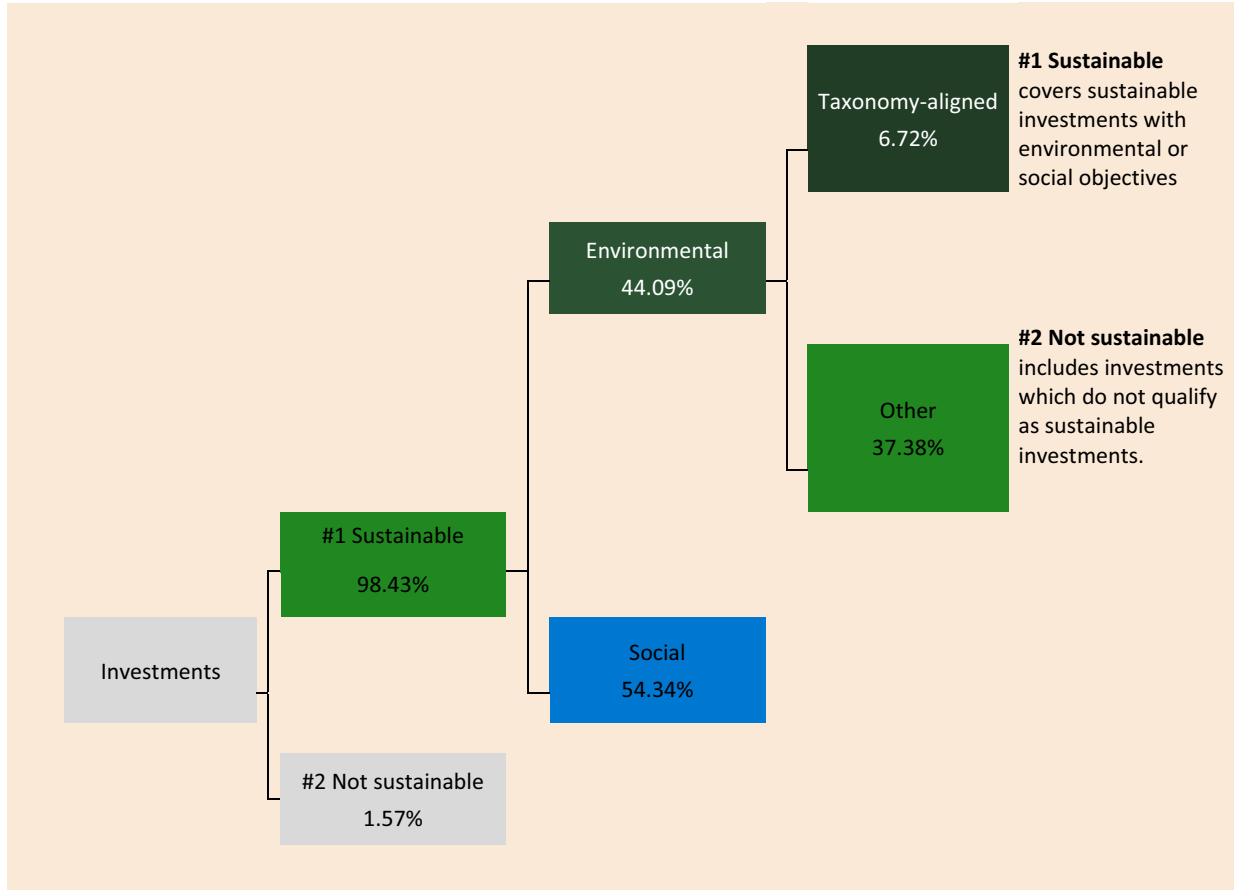 Taxonomy-aligned
6.72%
#1 Sustainable
covers sustainable
investments with
environmental or
social objectives
Environmental
44.09%
Other
37.38%
#2 Not sustainable
includes investments
which do not qualify
as sustainable
investments.
#1 Sustainable
98.43%
Investments
Social
54.34%
#2 Not sustainable
1.57%